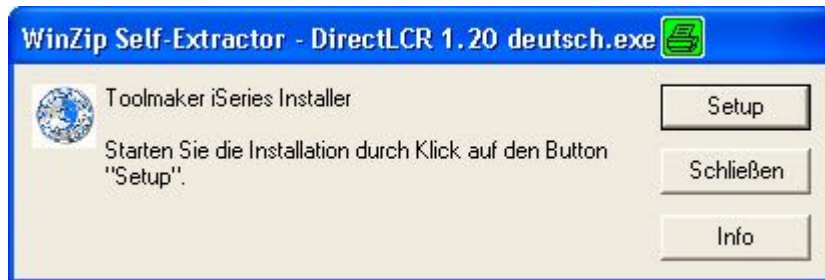 WinZip Self-Extractor - DirectLCR 1.20 deutsch.exe
Toolmaker iSeries Installer
Starten Sie die Installation durch Klick auf den Button
"Setup".
Setup
Schließen
Info